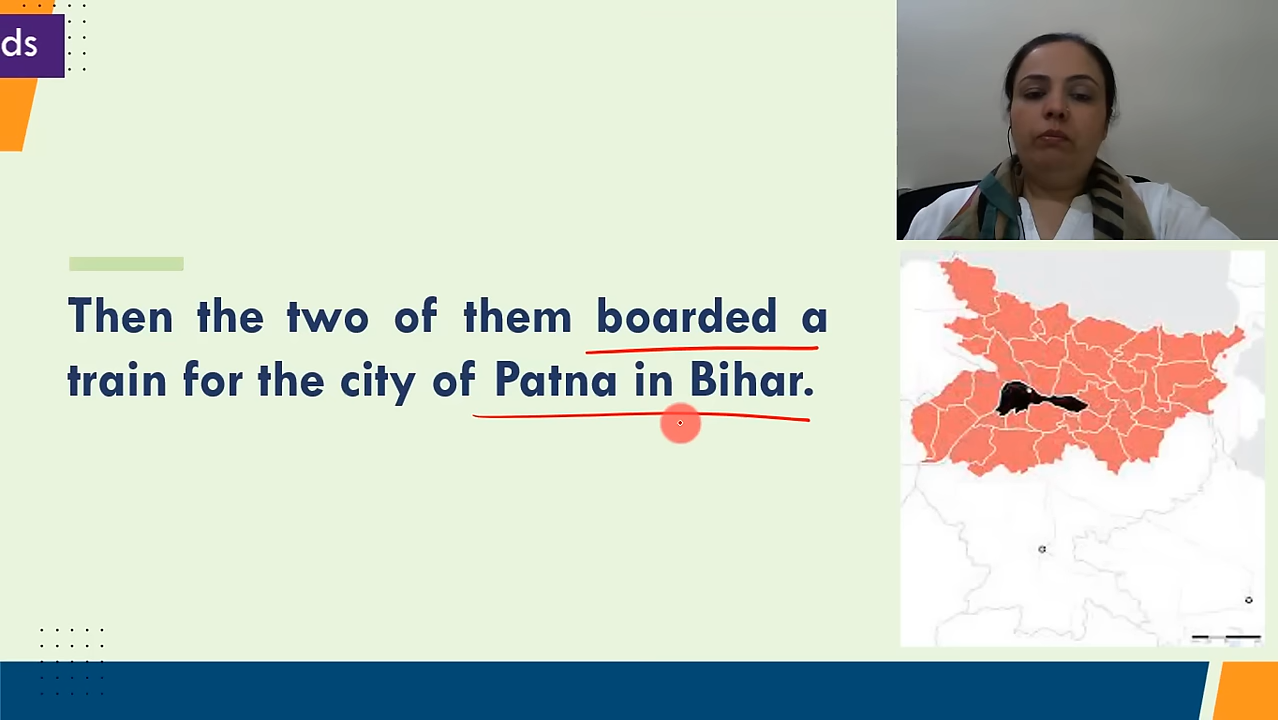 ds
Then the two of them boarded a
train for the city of Patna in Bihar.